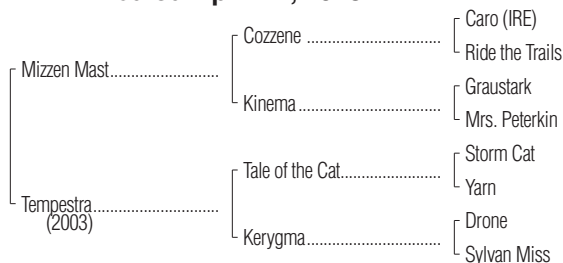 Caro (IRE)
Cozzene
Ride the Trails
Mizzen Mast
Graustark
Kinema
Mrs. Peterkin
Storm Cat
Tale of the Cat
Yarn
Tempestra
(2003)
Drone
Kerygma
Sylvan Miss